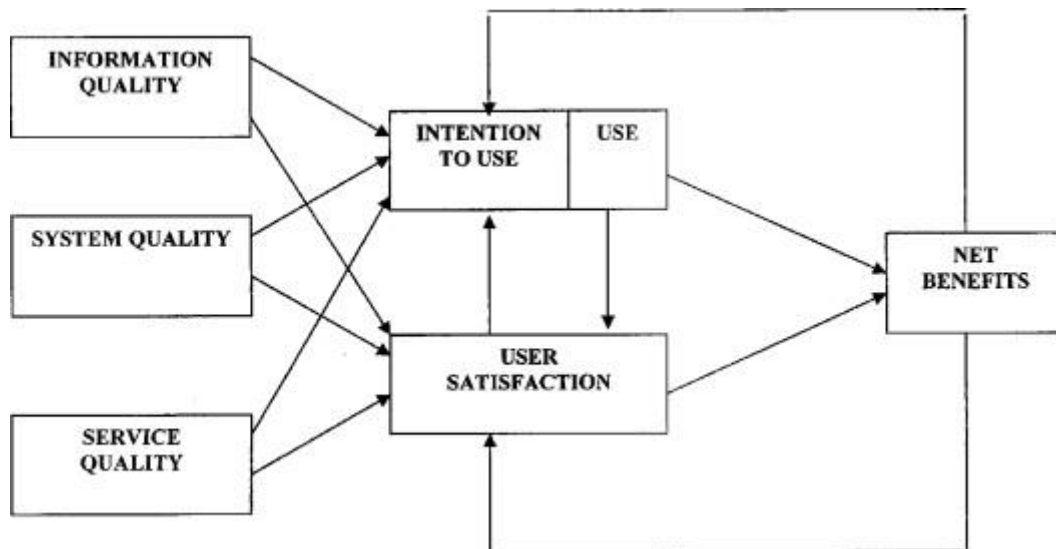 INFORMATION
QUALITY
INTENTION
TO USE
USE
SYSTEM QUALITY
NET
BENEFITS
USER
SATISFACTION
SERVICE
QUALITY